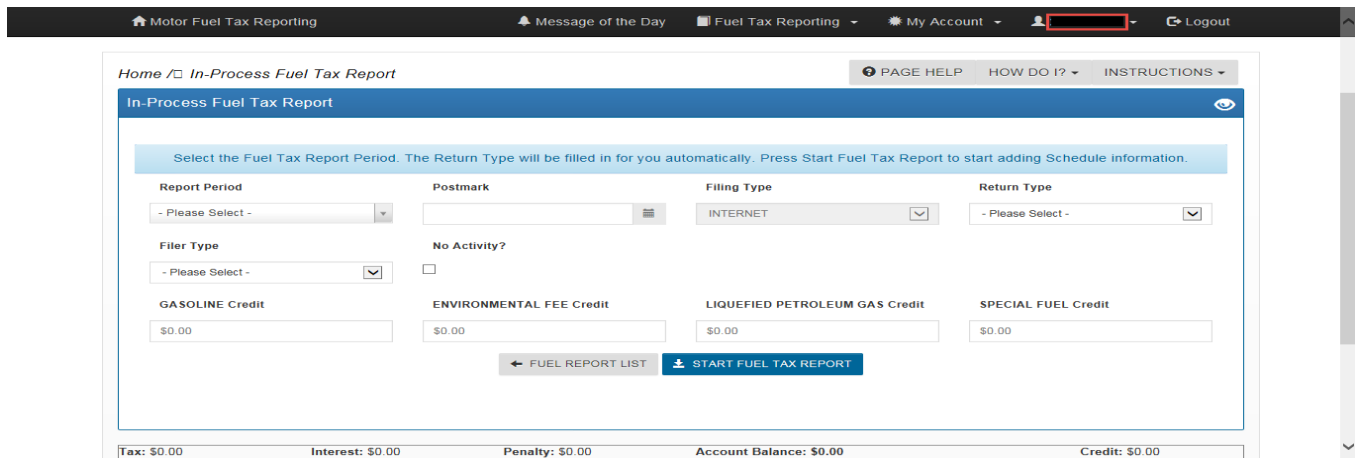 Motor Fuel Tax Reporting Message of the Day Fuel Tax Reporting My Account Logout
Home / In-Process Fuel Tax Report PAGE HELP HOW DO I? INSTRUCTIONS
In-Process Fuel Tax Report
Select the Fuel Tax Report Period. The Return Type will be filled in for you automatically. Press Start Fuel Tax Report to start adding Schedule information.
Report Period Postmark Filing Type Return Type
- Please Select - INTERNET - Please Select -
Filer Type No Activity?
- Please Select -
GASOLINE Credit ENVIRONMENTAL FEE Credit LIQUEFIED PETROLEUM GAS Credit SPECIAL FUEL Credit
$0.00 $0.00 $0.00 $0.00
FUEL REPORT LIST START FUEL TAX REPORT
Tax: $0.00 Interest: $0.00 Penalty: $0.00 Account Balance: $0.00 Credit: $0.00